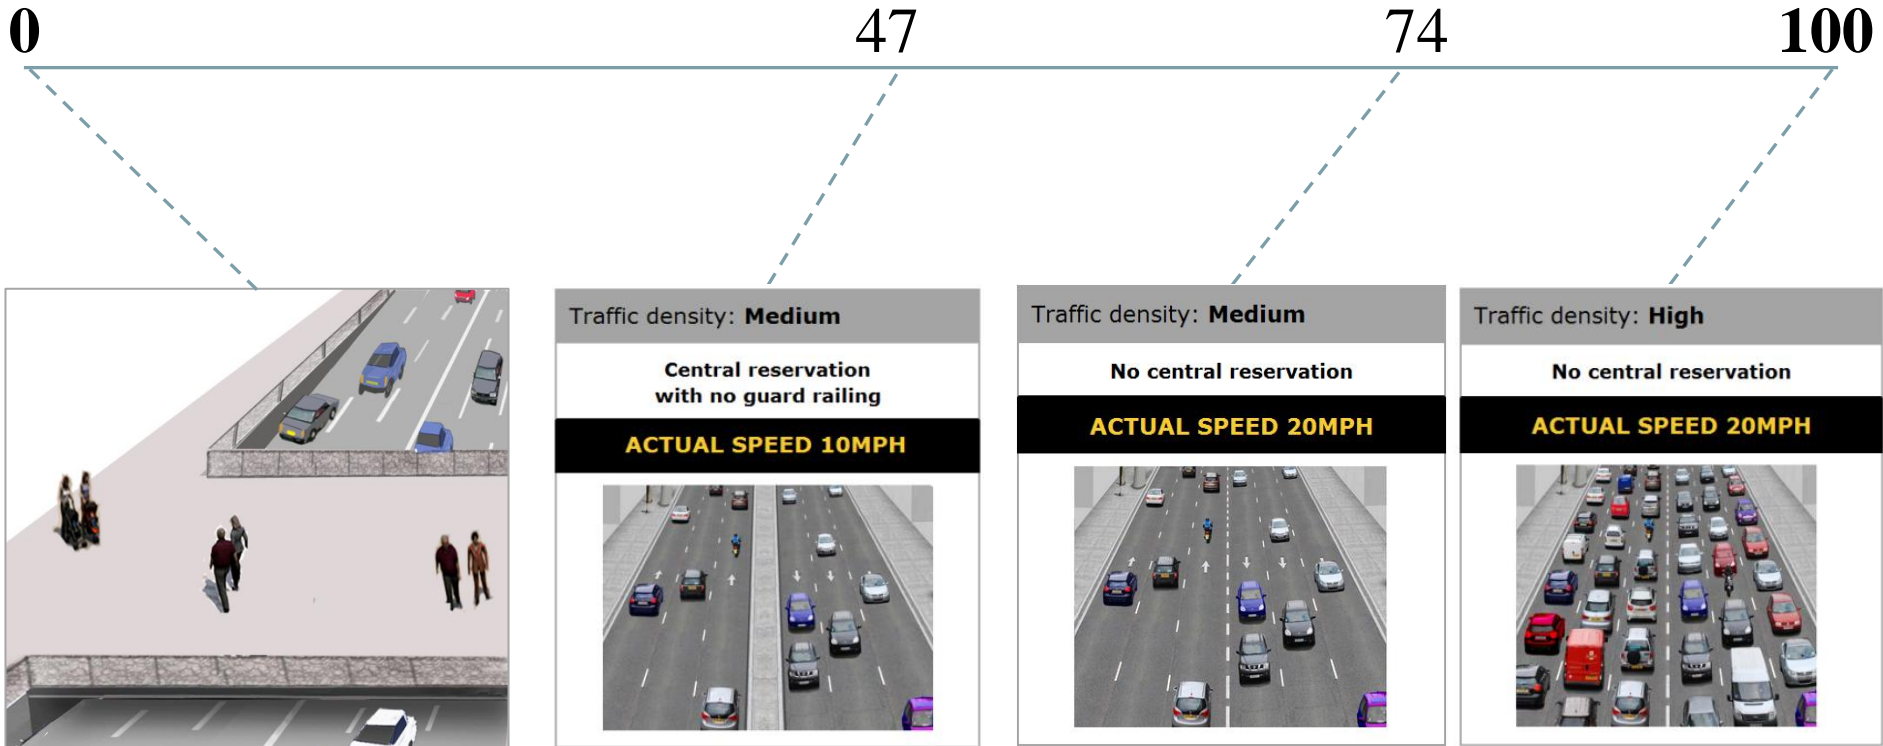 0
47
74
100
Traffic density: Medium
Central reservation
with no guard railing
ACTUAL SPEED 10MPH
Traffic density: Medium
No central reservation
ACTUAL SPEED 20MPH
Traffic density: High
No central reservation
ACTUAL SPEED 20MPH